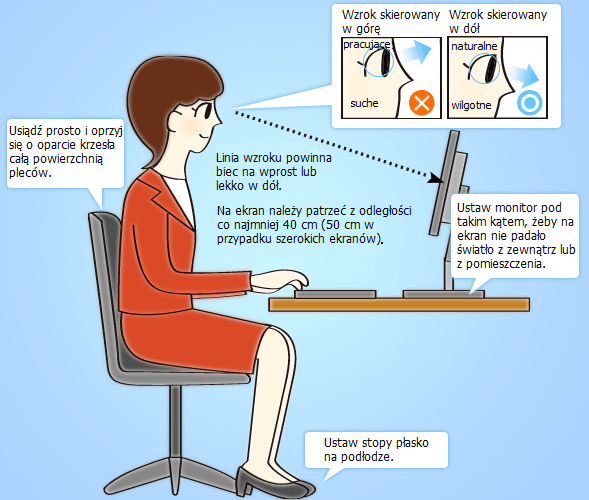 Wzrok skierowany
w górę
Wzrok skierowany
w dół
pracujące
suche
naturalne
wilgotne
Usiądź prosto i oprzyj
się o oparcie krzesła
całą powierzchnią
pleców.
Linia wzroku powinna
biec na wprost lub
lekko w dół.
Na ekran należy patrzeć z odległości
co najmniej 40 cm (50 cm w
przypadku szerokich ekranów).
Ustaw monitor pod
takim kątem, żeby na
ekran nie padało
światło z zewnątrz lub
z pomieszczenia.
Ustaw stopy płasko
na podłodze.